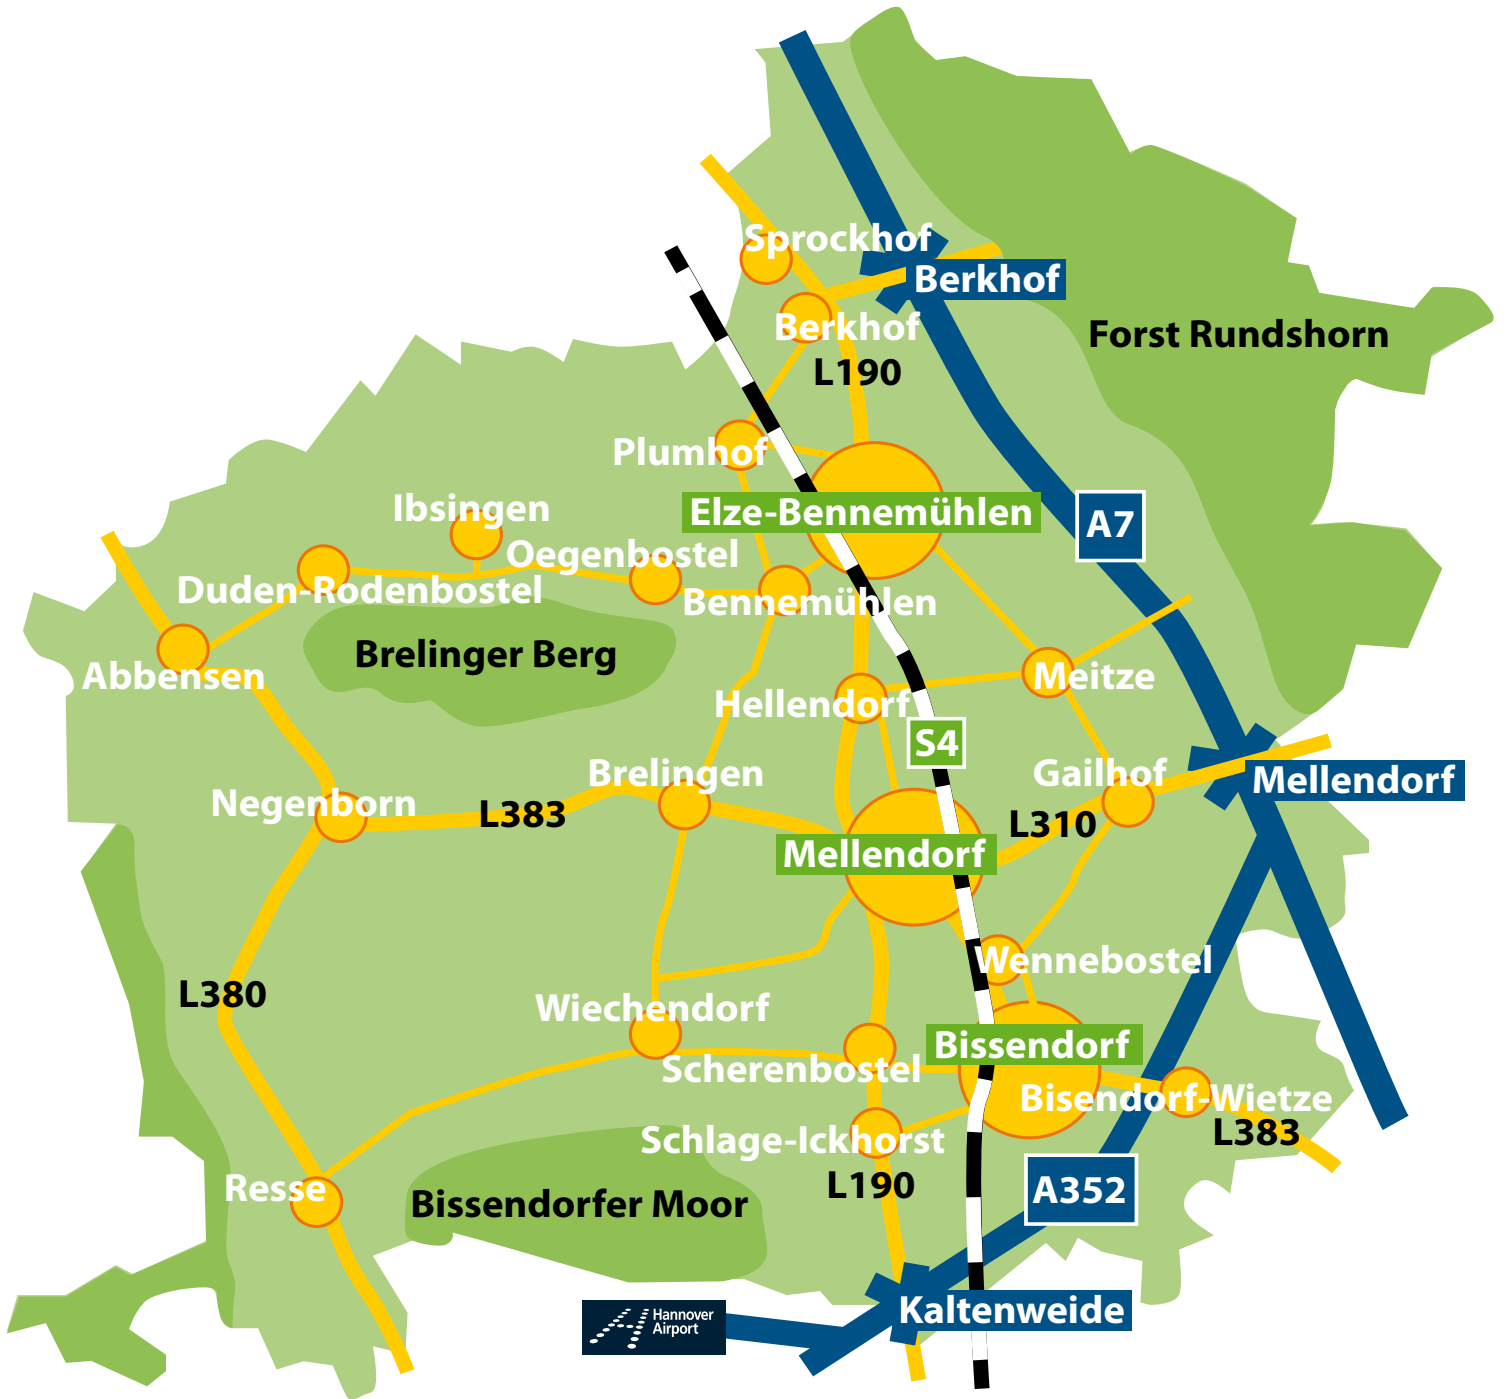 Sprockhof
Berkhof
Berkhof
Forst Rundshorn
L190
Plumhof
Ibsingen
Elze-Bennemühlen
A7
Oegenbostel
Duden-Rodenbostel
Bennemühlen
Brelinger Berg
Abbensen
Meitze
Hellendorf
S4
Brelingen
Gailhof
Mellendorf
Negenborn
L383
L310
Mellendorf
Wennebostel
L380
Wiechendorf
Bissendorf
Scherenbostel
Bisendorf-Wietze
L383
Schlage-Ickhorst
Resse
L190
A352
Bissendorfer Moor
Kaltenweide
Hannover
Airport